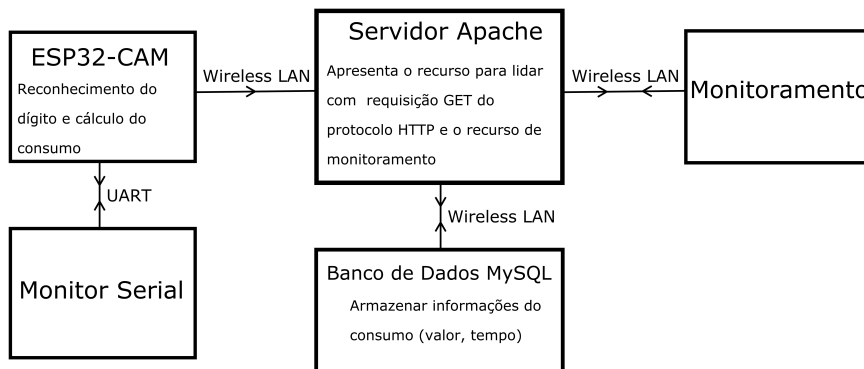 ESP32-CAM
Reconhecimento do
dígito e cálculo do
consumo
Wireless LAN
Servidor Apache
Apresenta o recurso para lidar
com requisição GET do
protocolo HTTP e o recurso de
monitoramento
Wireless LAN
Monitoramento
UART
Monitor Serial
Wireless LAN
Banco de Dados MySQL
Armazenar informações do
consumo (valor, tempo)